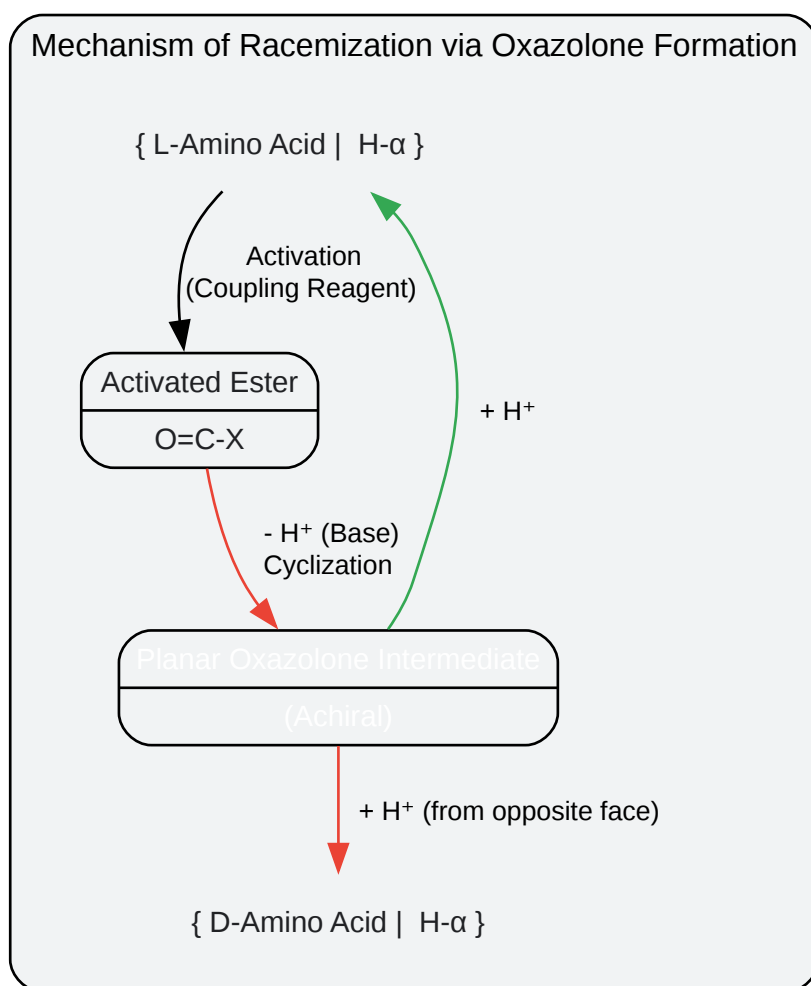 Mechanism of Racemization via Oxazolone Formation
{ L-Amino Acid |  H-α }
Activation
(Coupling Reagent)
Activated Ester
O=C-X
+ H⁺
- H⁺ (Base)
Cyclization
Planar Oxazolone Intermediate
(Achiral)
+ H⁺ (from opposite face)
{ D-Amino Acid |  H-α }